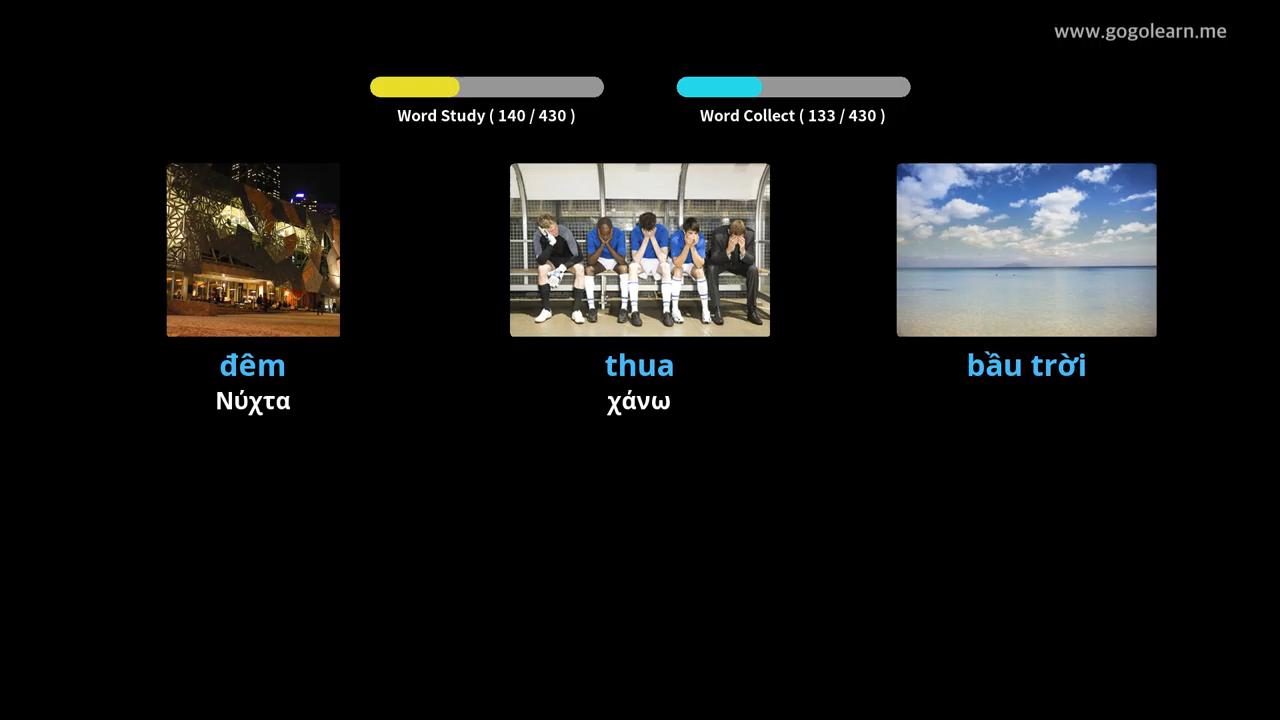 www.gogolearn.me
Word Study ( 140 / 430 )
Word Collect ( 133 / 430 )
đêm
thua
bầu trời
Νύχτα
χάνω